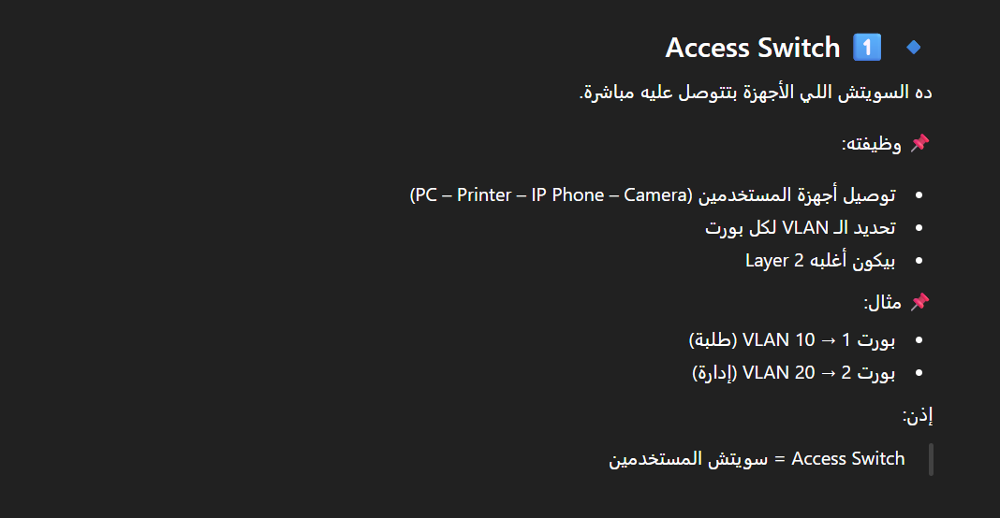 🔹 1️⃣ Access Switch
ده السويتش اللي الأجهزة بتتوصل عليه مباشرة.
📌 وظيفته:
• توصيل أجهزة المستخدمين (PC – Printer – IP Phone – Camera)
• تحديد الـ VLAN لكل بورت
• بيكون أغلبه Layer 2
📌 مثال:
• بورت 1 → VLAN 10 (طلبة)
• بورت 2 → VLAN 20 (إدارة)
إذن:
Access Switch = سويتش المستخدمين